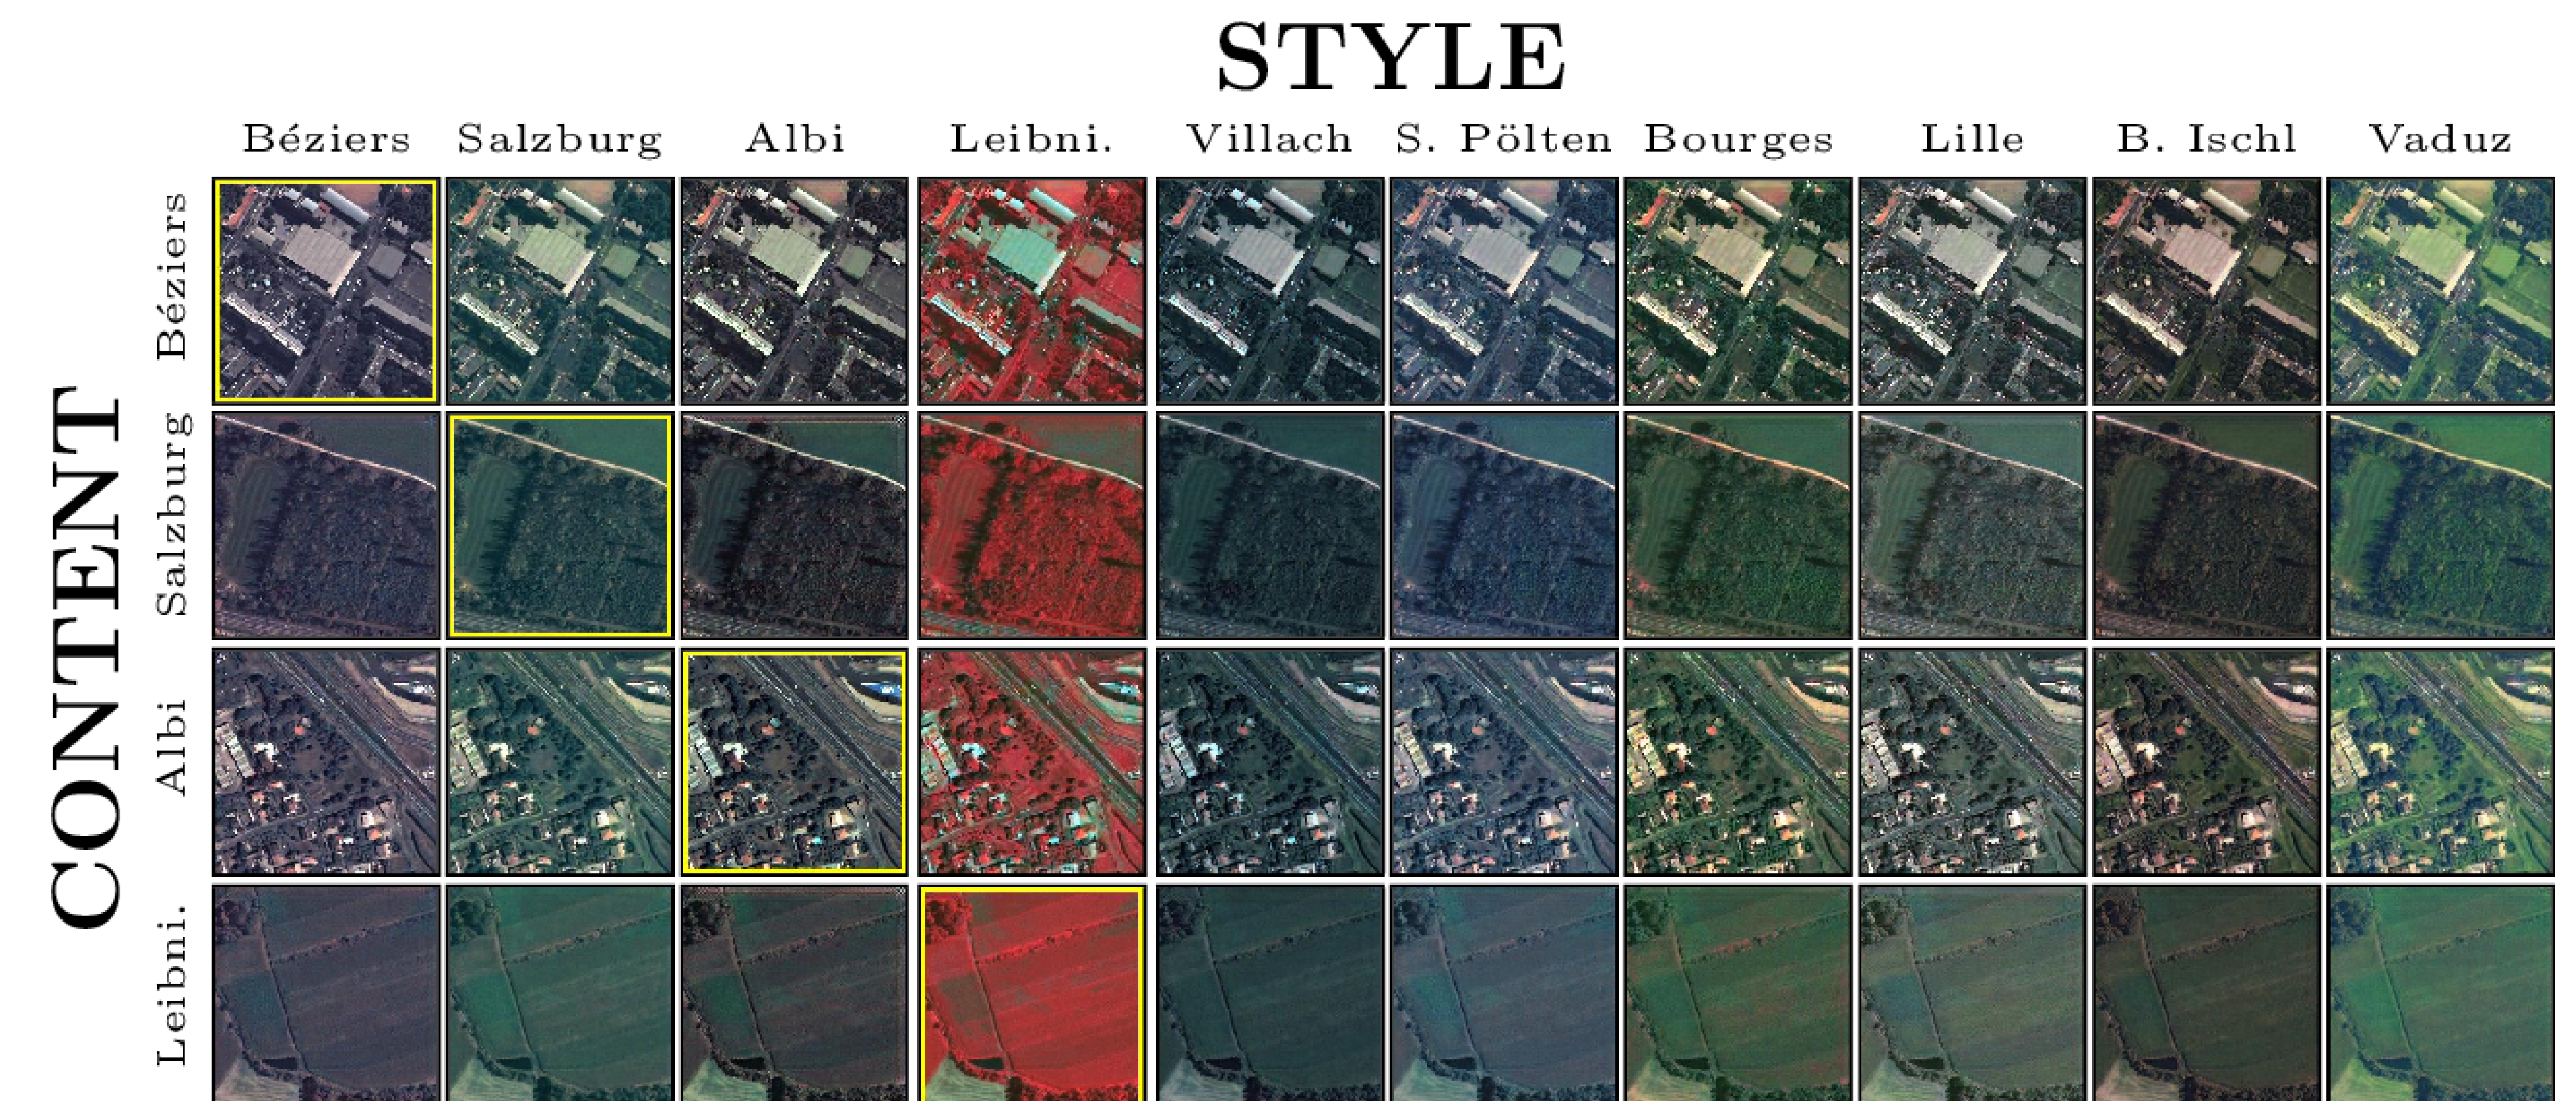 STYLE
Béziers Salzburg Albi Leibni. Villach S. Pölten Bourges Lille B. Ischl Vaduz
CONTENT
Béziers
Salzburg
Albi
Leibni.